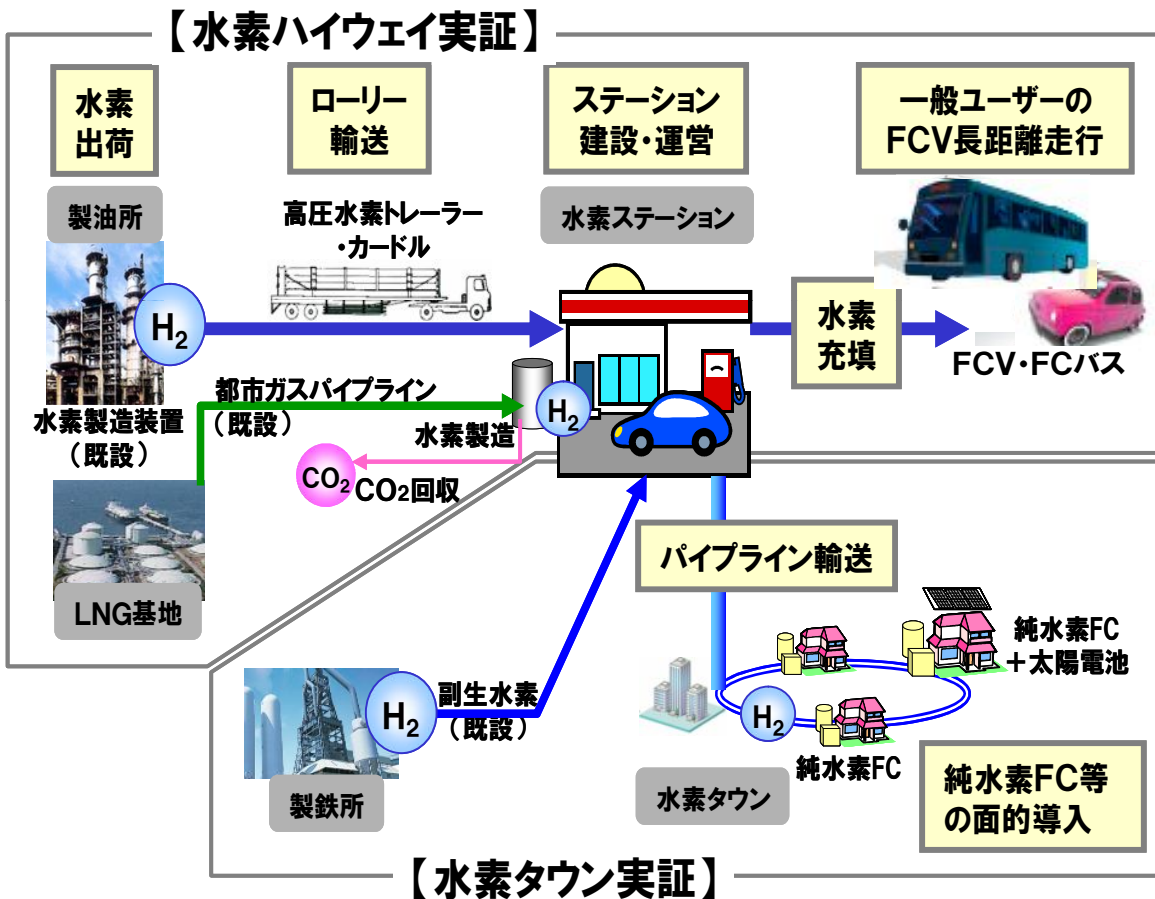 【水素ハイウェイ実証】
水素
出荷
ローリー
輸送
ステーション
建設・運営
一般ユーザーの
FCV長距離走行
製油所
高圧水素トレーラー
・カードル
水素ステーション
H₂
水素
充填
FCV・FCバス
水素製造装置
（既設）
都市ガスパイプライン
（既設）
水素製造
H₂
CO₂
CO₂回収
LNG基地
パイプライン輸送
純水素FC
＋太陽電池
H₂
副生水素
（既設）
製鉄所
H₂
純水素FC
水素タウン
純水素FC等
の面的導入
【水素タウン実証】